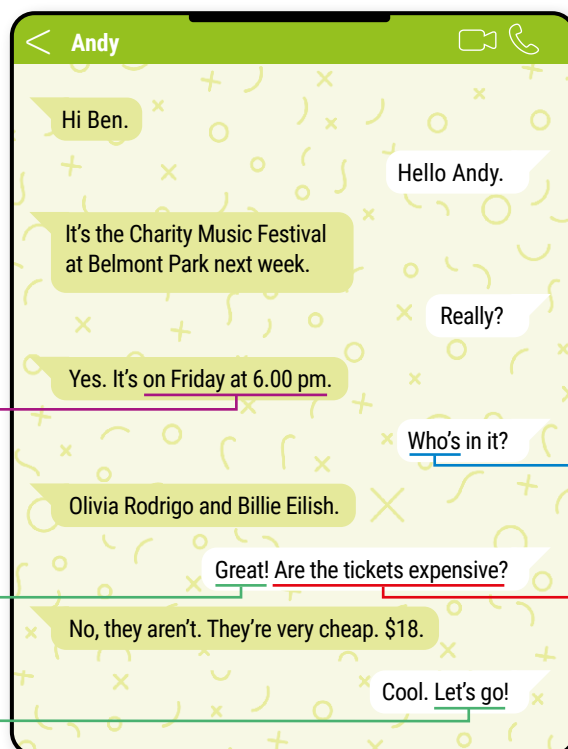 Andy
Hi Ben.
Hello Andy.
It's the Charity Music Festival
at Belmont Park next week.
Really?
Yes. It's on Friday at 6.00 pm.
Who's in it?
Olivia Rodrigo and Billie Eilish.
Great! Are the tickets expensive?
No, they aren't. They're very cheap. $18.
Cool. Let's go!